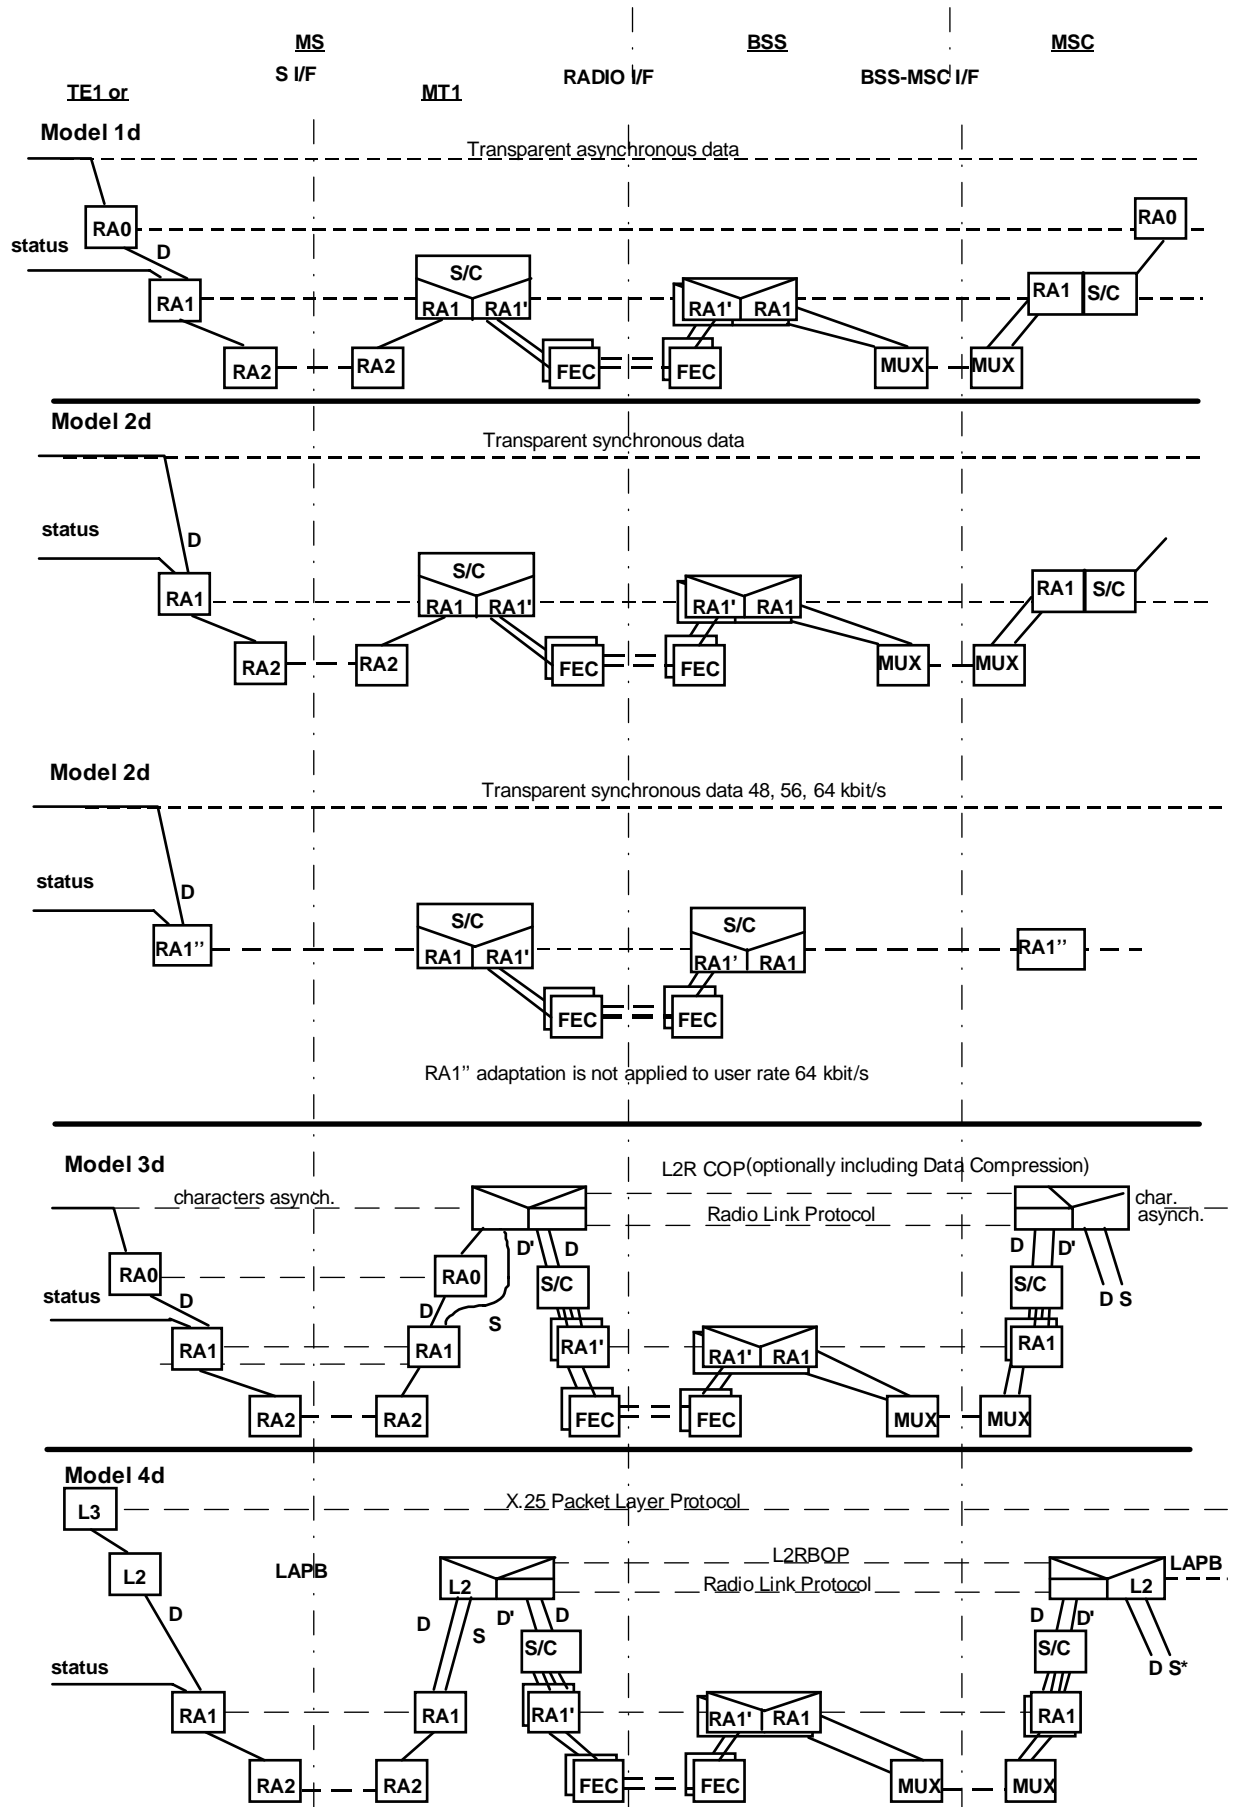 MS
BSS
MSC
S I/F
RADIO I/F
BSS-MSC I/F
TE1 or
MT1
Model 1d
Transparent asynchronous data
RA0
RA0
status
D
S/C
RA1
RA1
RA1'
RA1'
RA1
RA1
S/C
RA2
RA2
FEC
FEC
MUX
MUX
Model 2d
Transparent synchronous data
status
D
S/C
RA1
RA1
RA1'
RA1'
RA1
RA1
S/C
RA2
RA2
FEC
FEC
MUX
MUX
Model 2d
Transparent synchronous data 48, 56, 64 kbit/s
status
D
S/C
S/C
RA1’’
RA1
RA1'
RA1’
RA1
RA1’’
FEC
FEC
RA1’’ adaptation is not applied to user rate 64 kbit/s
Model 3d
L2R COP(optionally including Data Compression)
characters asynch.
Radio Link Protocol
char.
asynch.
D'
D
D
D'
RA0
RA0
S/C
S/C
status
D
D
S
D S
RA1
RA1
RA1'
RA1'
RA1
RA1
RA2
RA2
FEC
FEC
MUX
MUX
Model 4d
X.25 Packet Layer Protocol
L3
L2RBOP
LAPB
L2
LAPB
L2
Radio Link Protocol
L2
D
D
S
D'
D
D
D'
S/C
S/C
status
D S*
RA1
RA1
RA1'
RA1'
RA1
RA1
RA2
RA2
FEC
FEC
MUX
MUX